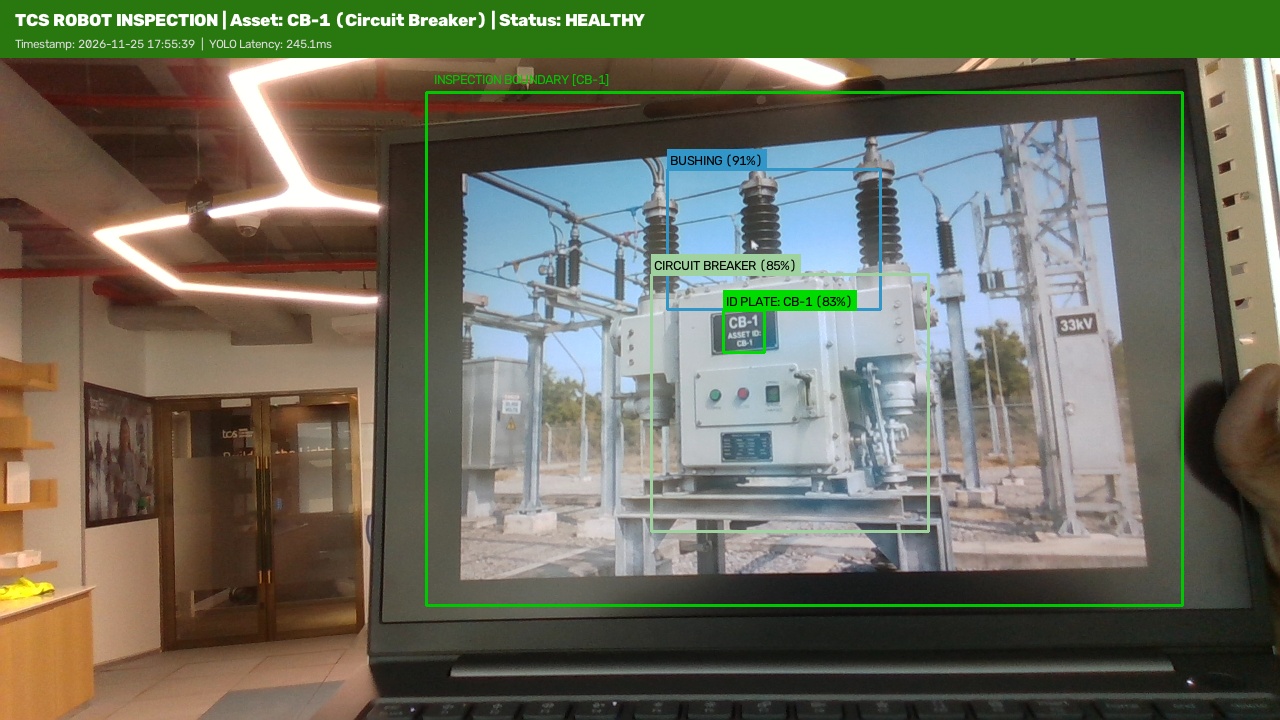 TCS ROBOT INSPECTION | Asset: CB-1 (Circuit Breaker) | Status: HEALTHY
Timestamp: 2026-11-25 17:55:39 | YOLO Latency: 245.1ms
INSPECTION BOUNDARY [CB-1]
BUSHING (91%)
CIRCUIT BREAKER (85%)
ID PLATE: CB-1 (83%)
CB-1
ASSET ID:
CB-1
33kV
DANGER
tcs